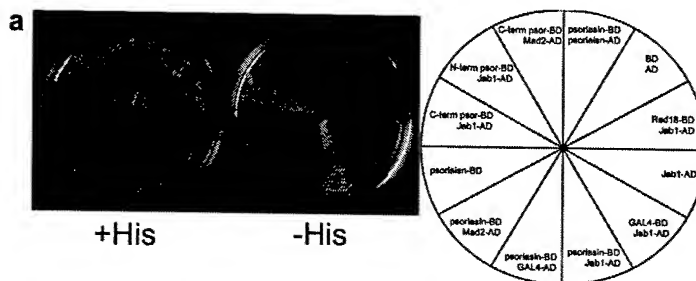 a
C-term psor-BD
Mad2-AD
psoriasin-BD
psoriasin-AD
BD
AD
Rad18-BD
Jab1-AD
Jab1-AD
GAL4-BD
Jab1-AD
psoriasin-BD
Jab1-AD
psoriasin-BD
GAL4-AD
psoriasin-BD
Mad2-AD
psoriasin-BD
C-term psor-BD
Jab1-AD
N-term psor-BD
Jab1-AD
+His
-His